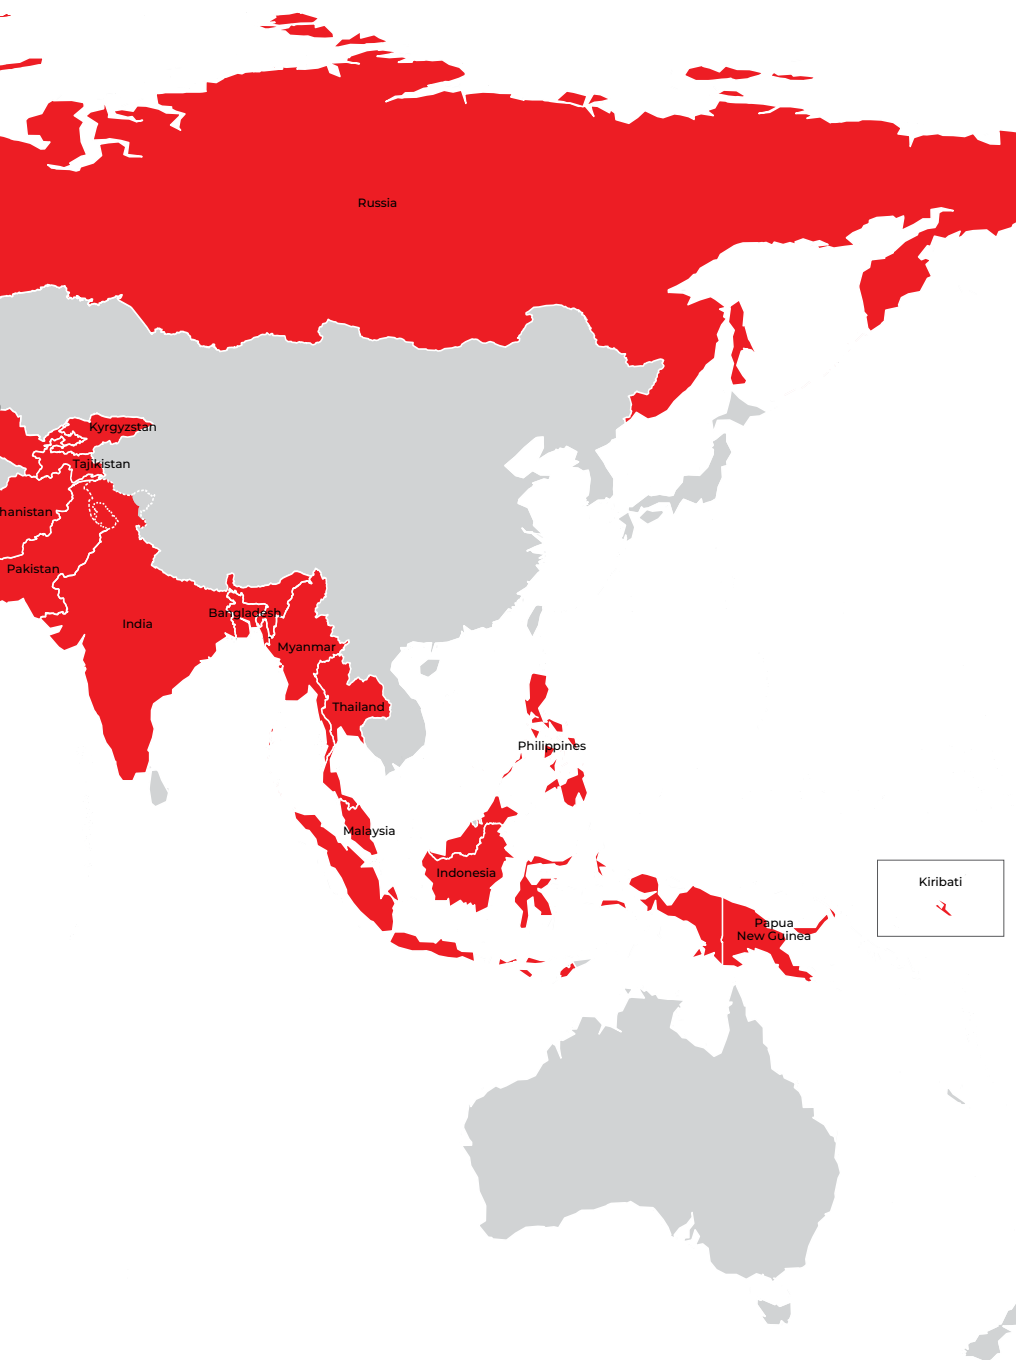 Russia
Kyrgyzstan
Tajikistan
hanistan
Pakistan
Bangladesh
India
Myanmar
Thailand
Philippines
Malaysia
Indonesia
Kiribati
Papua
New Guinea